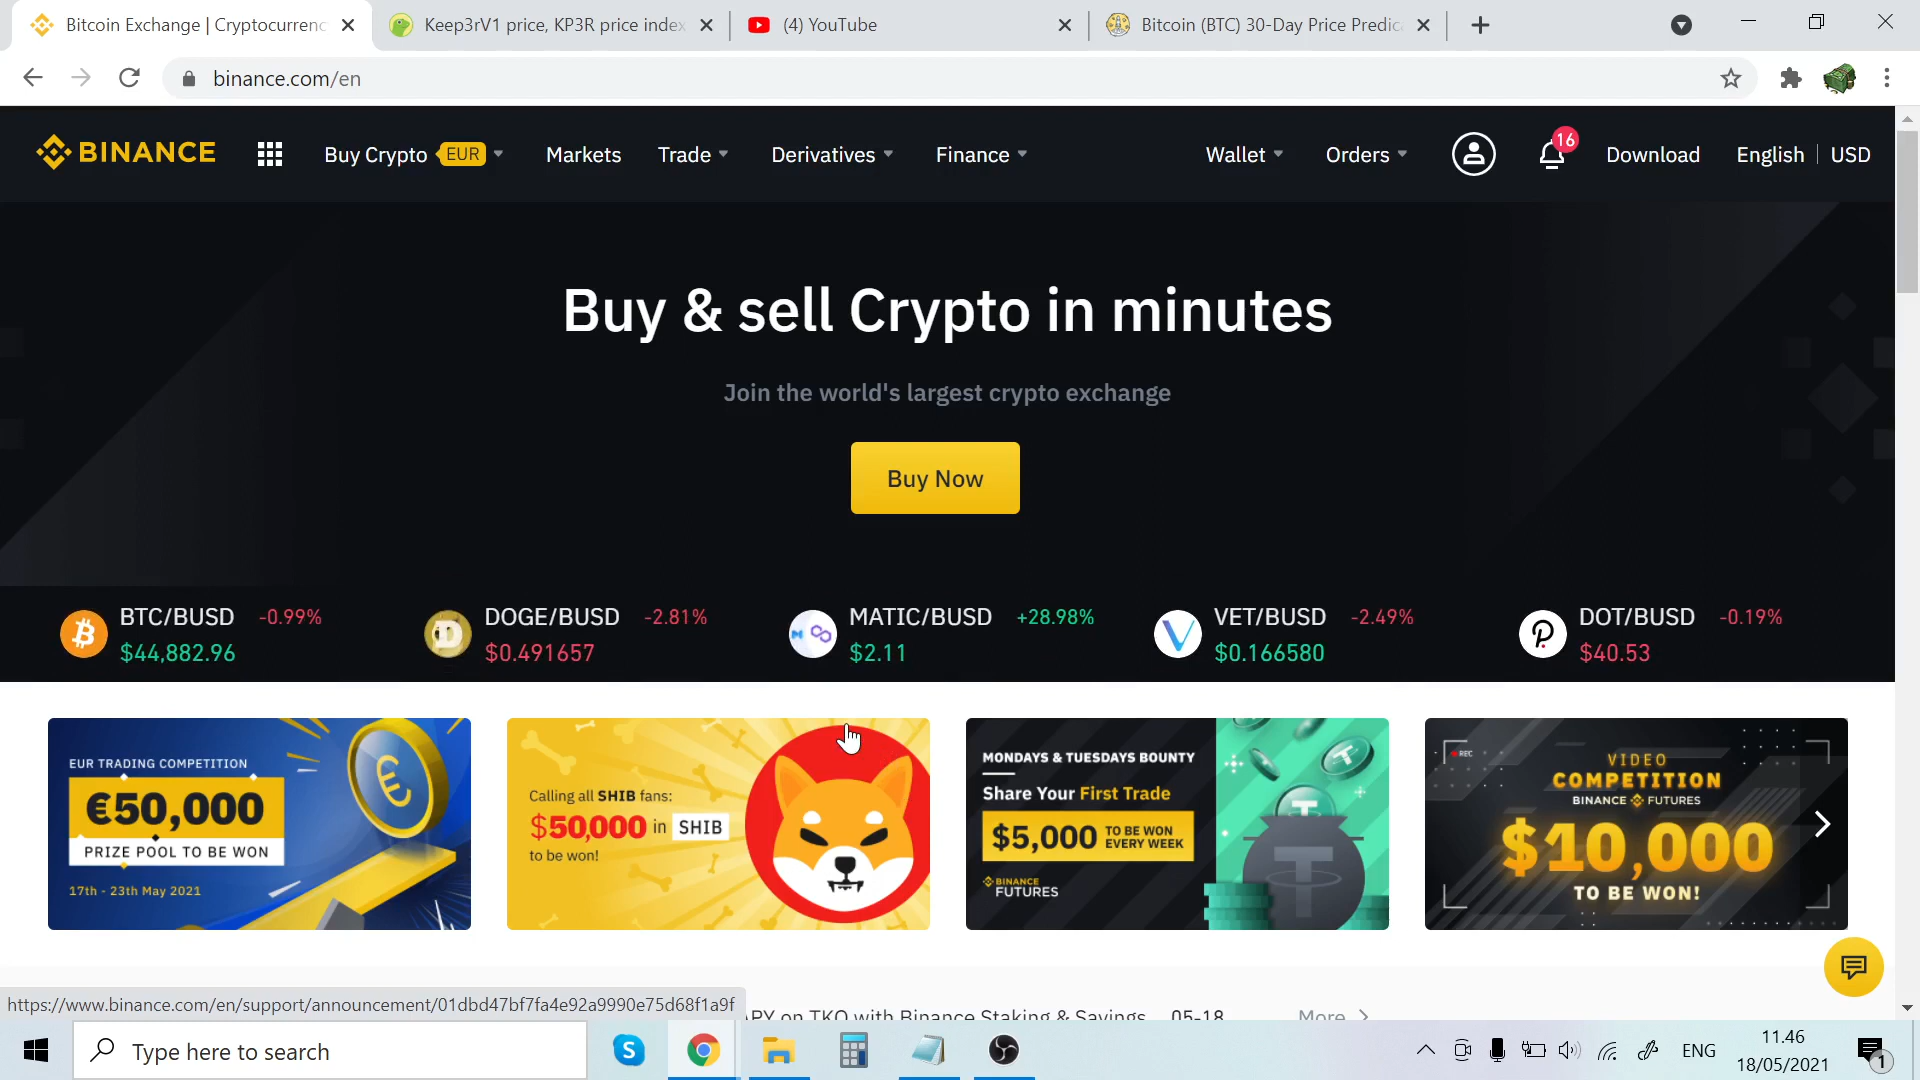 Bitcoin Exchange | Cryptocurrenc
Keep3rV1 price, KP3R price index
(4) YouTube
Bitcoin (BTC) 30-Day Price Predic
binance.com/en
BINANCE
Buy Crypto EUR
Markets
Trade
Derivatives
Finance
Wallet
Orders
16
Download
English
USD
Buy & sell Crypto in minutes
Join the world's largest crypto exchange
Buy Now
BTC/BUSD -0.99%
$44,882.96
DOGE/BUSD -2.81%
$0.491657
MATIC/BUSD +28.98%
$2.11
VET/BUSD -2.49%
$0.166580
DOT/BUSD -0.19%
$40.53
EUR TRADING COMPETITION
€50,000
PRIZE POOL TO BE WON
17th - 23th May 2021
Calling all SHIB fans:
$50,000 in SHIB
to be won!
MONDAYS & TUESDAYS BOUNTY
Share Your First Trade
$5,000 TO BE WON
EVERY WEEK
BINANCE
FUTURES
REC
VIDEO
COMPETITION
BINANCE FUTURES
$10,000
TO BE WON!
https://www.binance.com/en/support/announcement/01dbd47bf7fa4e92a9990e75d68f1a9f
APY on TKO with Binance Staking & Savings 05-18
More
Type here to search
ENG
11.46
18/05/2021
1